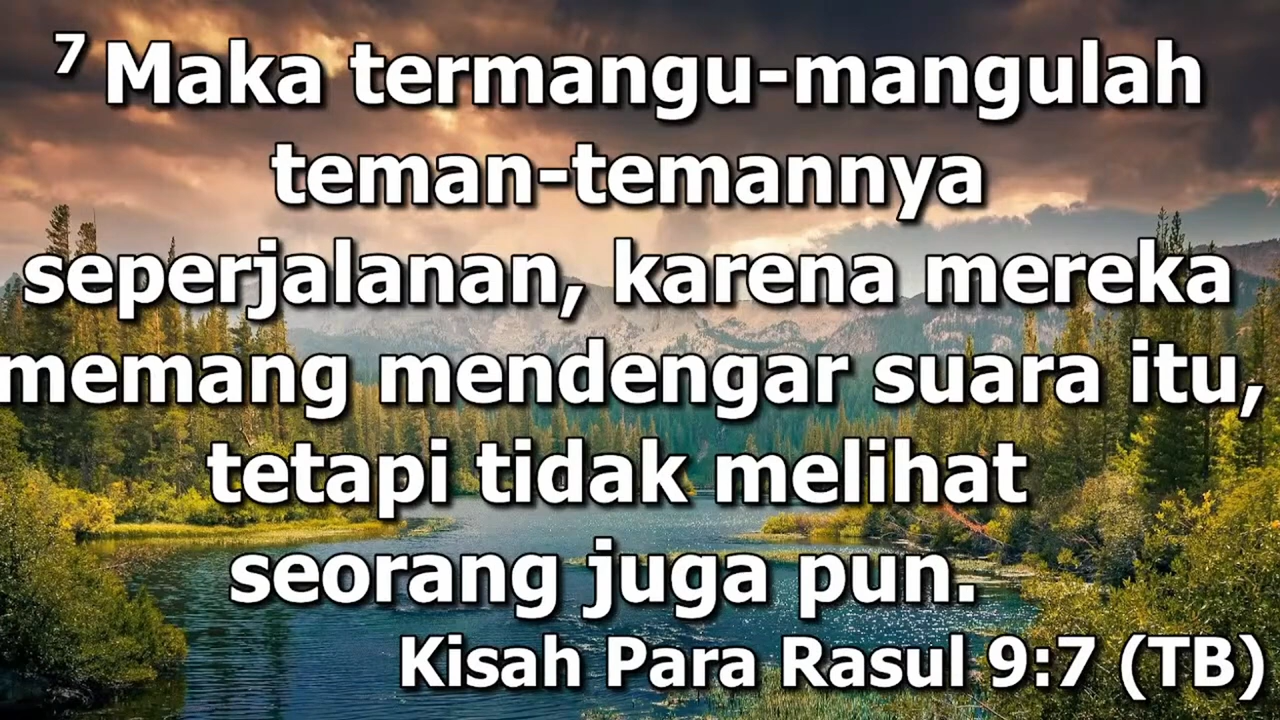 7 Maka termangu-mangulah
teman-temannya
seperjalanan, karena mereka
memang mendengar suara itu,
tetapi tidak melihat
seorang juga pun.
Kisah Para Rasul 9:7 (TB)